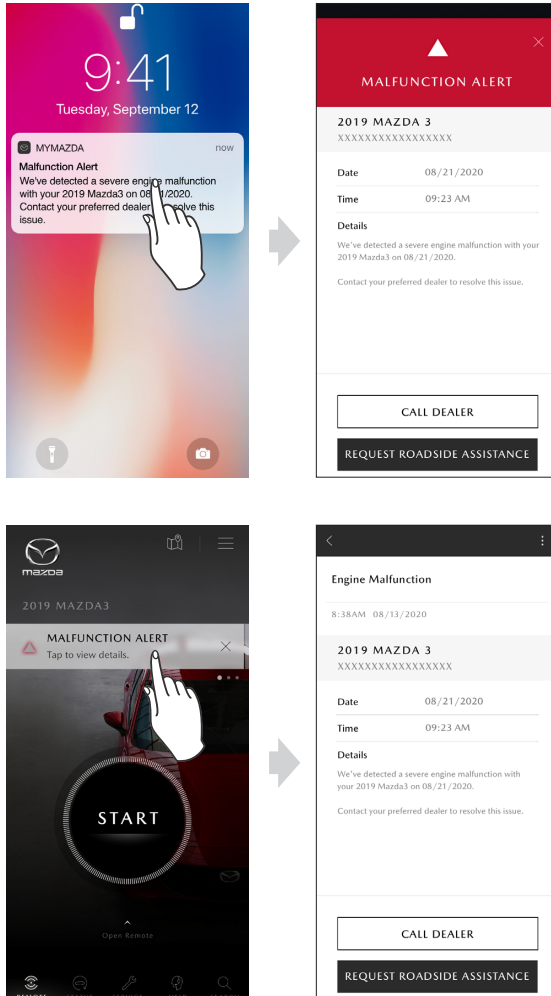 9:41
Tuesday, September 12
MYMAZDA now
Malfunction Alert
We've detected a severe engine malfunction
with your 2019 Mazda3 on 08/21/2020.
Contact your preferred dealer to resolve this
issue.
MALFUNCTION ALERT
2019 MAZDA 3
XXXXXXXXXXXXXXXXX
Date 08/21/2020
Time 09:23 AM
Details
We've detected a severe engine malfunction with your
2019 Mazda3 on 08/21/2020.
Contact your preferred dealer to resolve this issue.
CALL DEALER
REQUEST ROADSIDE ASSISTANCE
mazda
2019 MAZDA3
MALFUNCTION ALERT
Tap to view details.
START
Open Remote
Engine Malfunction
8:38AM 08/13/2020
2019 MAZDA 3
XXXXXXXXXXXXXXXXX
Date 08/21/2020
Time 09:23 AM
Details
We've detected a severe engine malfunction with
your 2019 Mazda3 on 08/21/2020.
Contact your preferred dealer to resolve this issue.
CALL DEALER
REQUEST ROADSIDE ASSISTANCE